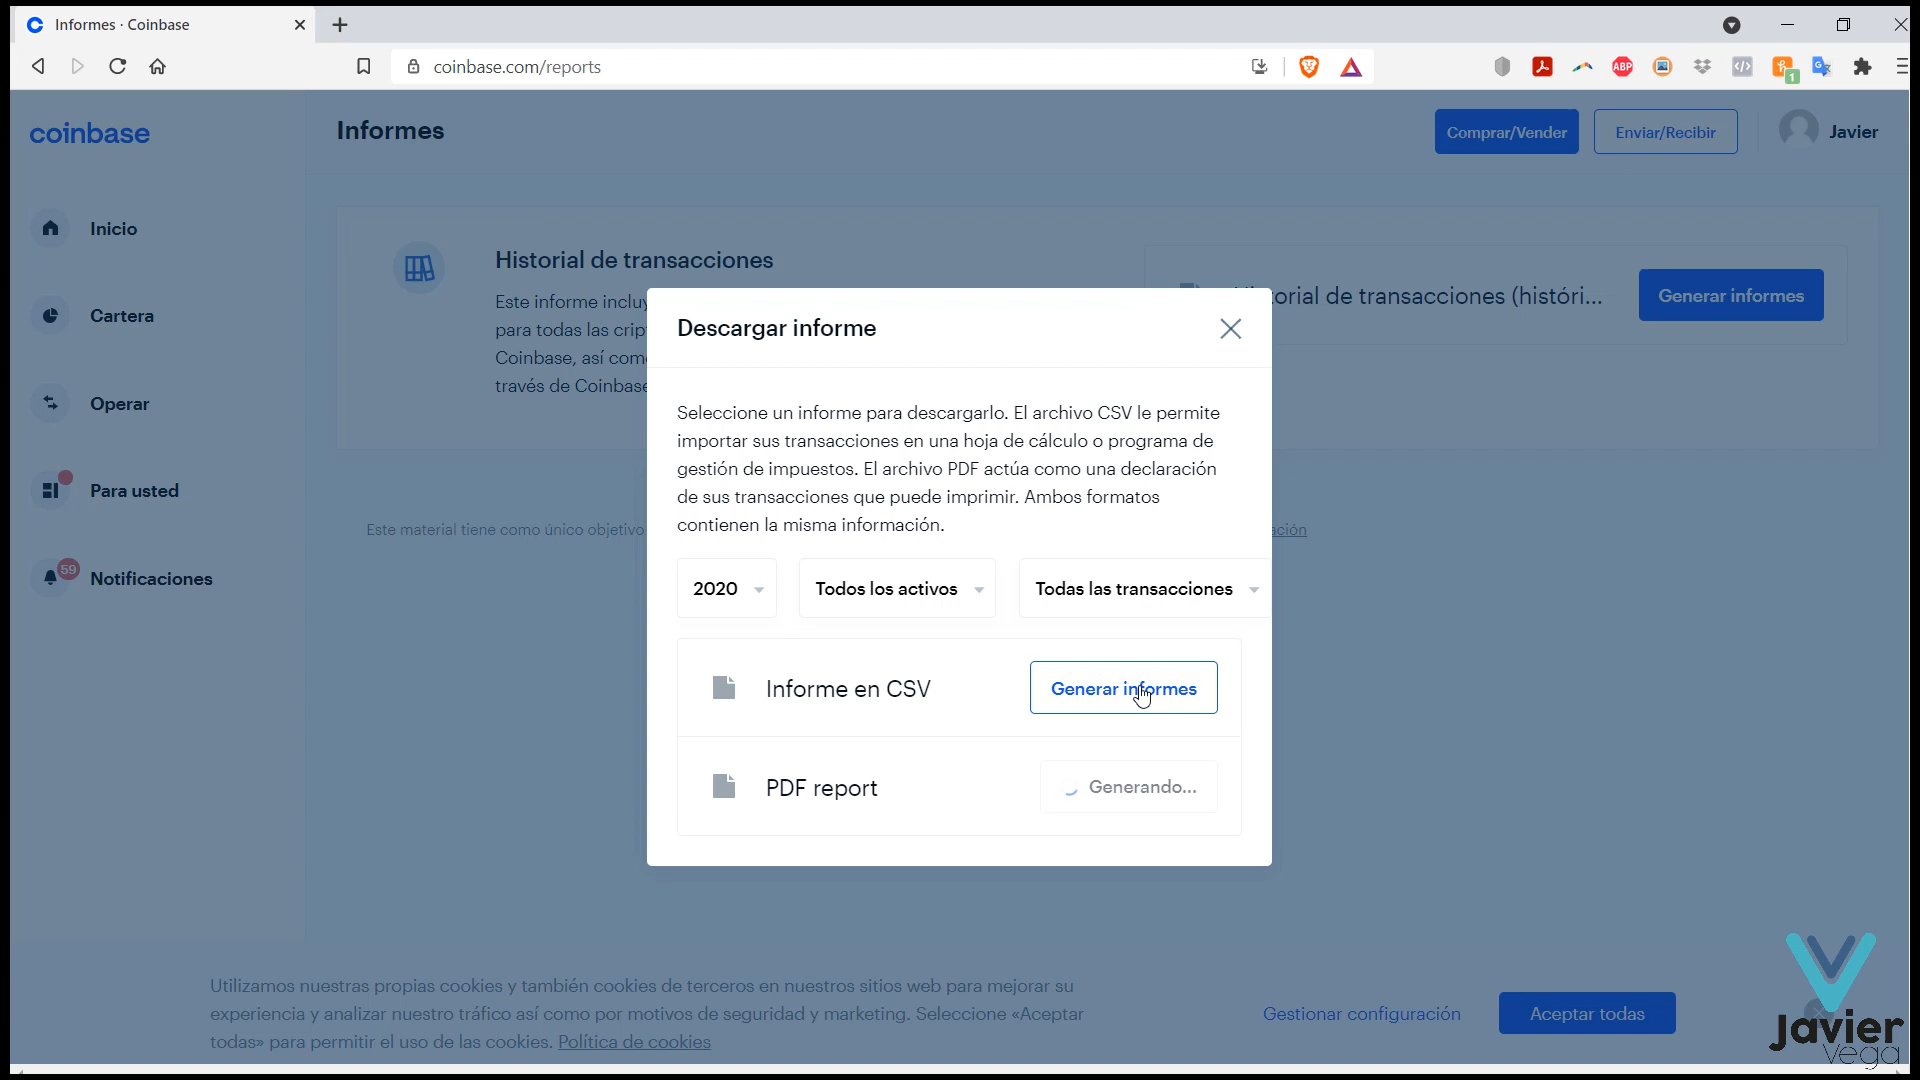 Informes · Coinbase
coinbase.com/reports
ABP
1
coinbase
Informes
Comprar/Vender
Enviar/Recibir
Javier
Inicio
Cartera
Operar
Para usted
59
Notificaciones
Historial de transacciones
Este informe incluy
para todas las crip
Coinbase, así com
través de Coinbase
orial de transacciones (históri...
Generar informes
Descargar informe
Seleccione un informe para descargarlo. El archivo CSV le permite
importar sus transacciones en una hoja de cálculo o programa de
gestión de impuestos. El archivo PDF actúa como una declaración
de sus transacciones que puede imprimir. Ambos formatos
contienen la misma información.
Este material tiene como único objetivo
ación
2020
Todos los activos
Todas las transacciones
Informe en CSV
Generar informes
PDF report
Generando...
Utilizamos nuestras propias cookies y también cookies de terceros en nuestros sitios web para mejorar su
experiencia y analizar nuestro tráfico así como por motivos de seguridad y marketing. Seleccione «Aceptar
todas» para permitir el uso de las cookies. Política de cookies
Gestionar configuración
Aceptar todas
Javier
Vega